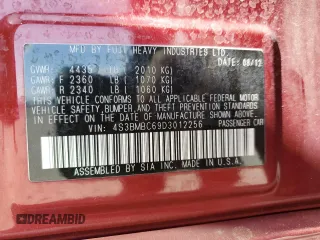 MFD BY FUJI HEAVY INDUSTRIES LTD.
DATE: 08/12
GVWR: LB ( 2010 KG)
GAWR: F 2360 LB ( 1070 KG)
GAWR: R 2340 LB ( 1060 KG)
THIS VEHICLE CONFORMS TO ALL APPLICABLE FEDERAL MOTOR
VEHICLE SAFETY, BUMPER, AND THEFT PREVENTION STANDARDS
IN EFFECT ON THE DATE OF MANUFACTURE SHOWN ABOVE.
VIN: 4S3BMBC69D3012256
PASSENGER CAR
ASSEMBLED BY SIA INC. MADE IN U.S.A.
DREAMBID